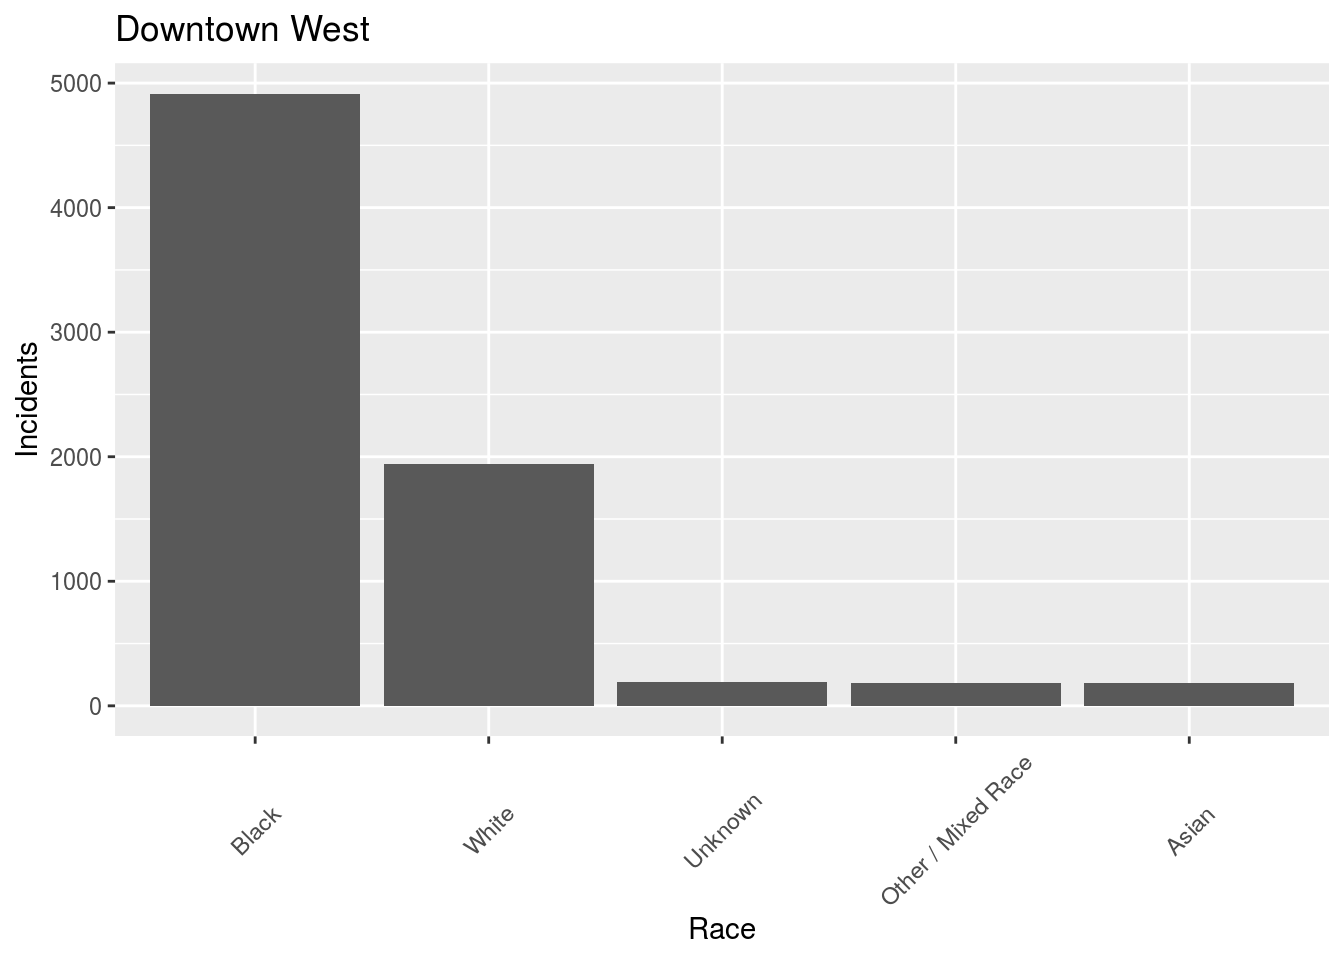 Downtown West
5000
4000
3000
2000
1000
0
Incidents
Black
White
Unknown
Other / Mixed Race
Asian
Race